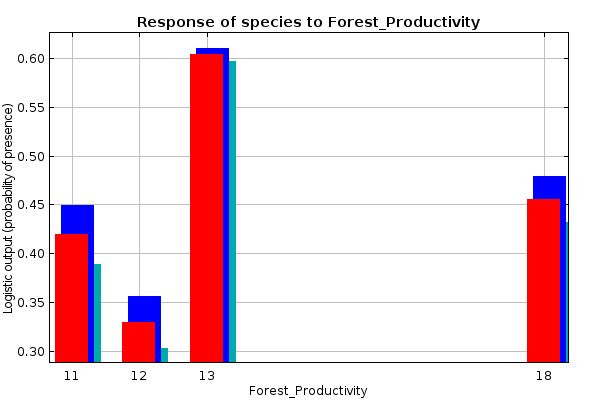 Response of species to Forest_Productivity
Logistic output (probability of presence)
0.60
0.55
0.50
0.45
0.40
0.35
0.30
11 12 13 18
Forest_Productivity